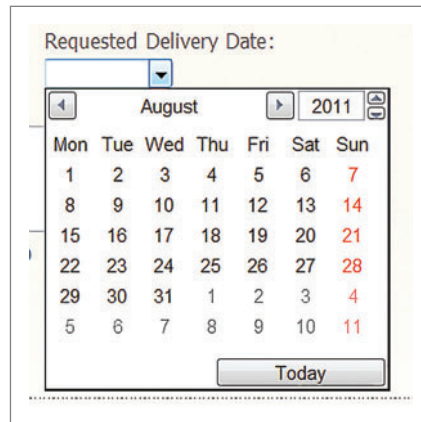 Requested Delivery Date:
August 2011
Mon Tue Wed Thu Fri Sat Sun
1 2 3 4 5 6 7
8 9 10 11 12 13 14
15 16 17 18 19 20 21
22 23 24 25 26 27 28
29 30 31 1 2 3 4
5 6 7 8 9 10 11
Today